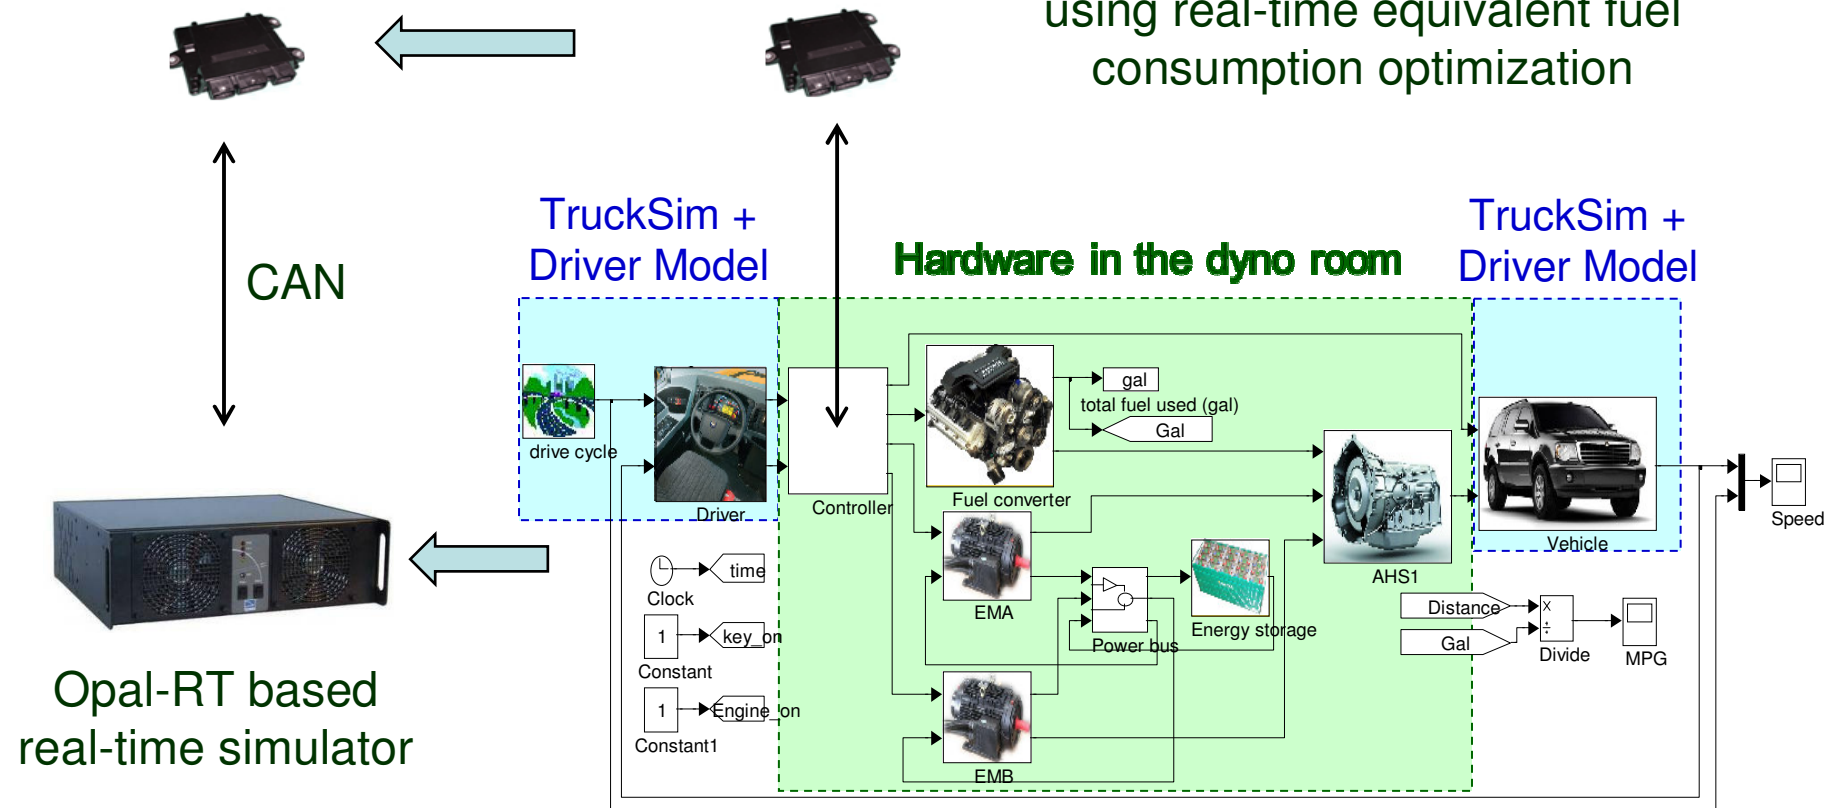 using real-time equivalent fuel
consumption optimization
TruckSim +
Driver Model
Hardware in the dyno room
TruckSim +
Driver Model
CAN
drive cycle
Driver
Controller
Fuel converter
gal
total fuel used (gal)
Gal
EMA
EMB
Power bus
Energy storage
AHS1
Vehicle
Speed
Clock
time
1
key_on
Constant
1
Engine_on
Constant1
Distance
Gal
×
÷
Divide
MPG
Opal-RT based
real-time simulator